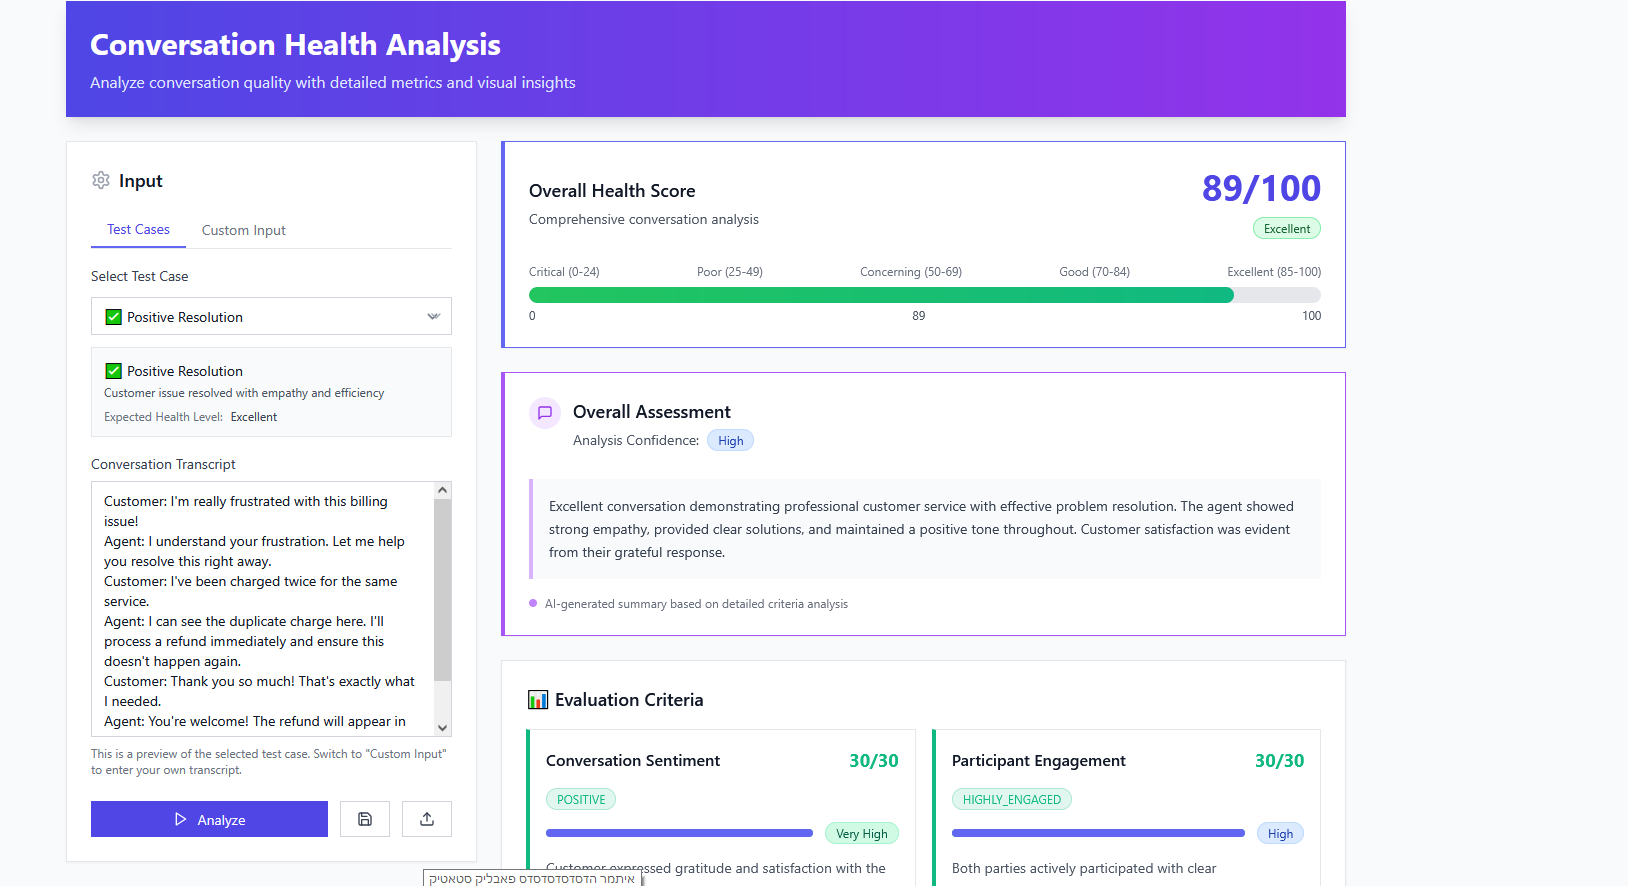 Conversation Health Analysis
Analyze conversation quality with detailed metrics and visual insights
Input
Test Cases
Custom Input
Select Test Case
Positive Resolution
Positive Resolution
Customer issue resolved with empathy and efficiency
Expected Health Level: Excellent
Conversation Transcript
Customer: I'm really frustrated with this billing
issue!
Agent: I understand your frustration. Let me help
you resolve this right away.
Customer: I've been charged twice for the same
service.
Agent: I can see the duplicate charge here. I'll
process a refund immediately and ensure this
doesn't happen again.
Customer: Thank you so much! That's exactly what
I needed.
Agent: You're welcome! The refund will appear in
This is a preview of the selected test case. Switch to "Custom Input"
to enter your own transcript.
Analyze
Overall Health Score
89/100
Comprehensive conversation analysis
Excellent
Critical (0-24)
Poor (25-49)
Concerning (50-69)
Good (70-84)
Excellent (85-100)
0
89
100
Overall Assessment
Analysis Confidence: High
Excellent conversation demonstrating professional customer service with effective problem resolution. The agent showed
strong empathy, provided clear solutions, and maintained a positive tone throughout. Customer satisfaction was evident
from their grateful response.
AI-generated summary based on detailed criteria analysis
Evaluation Criteria
Conversation Sentiment
30/30
POSITIVE
Very High
Customer expressed gratitude and satisfaction with the
Participant Engagement
30/30
HIGHLY_ENGAGED
High
Both parties actively participated with clear
איתמר הדסדסדסדסדס פאבליק סטאטיק